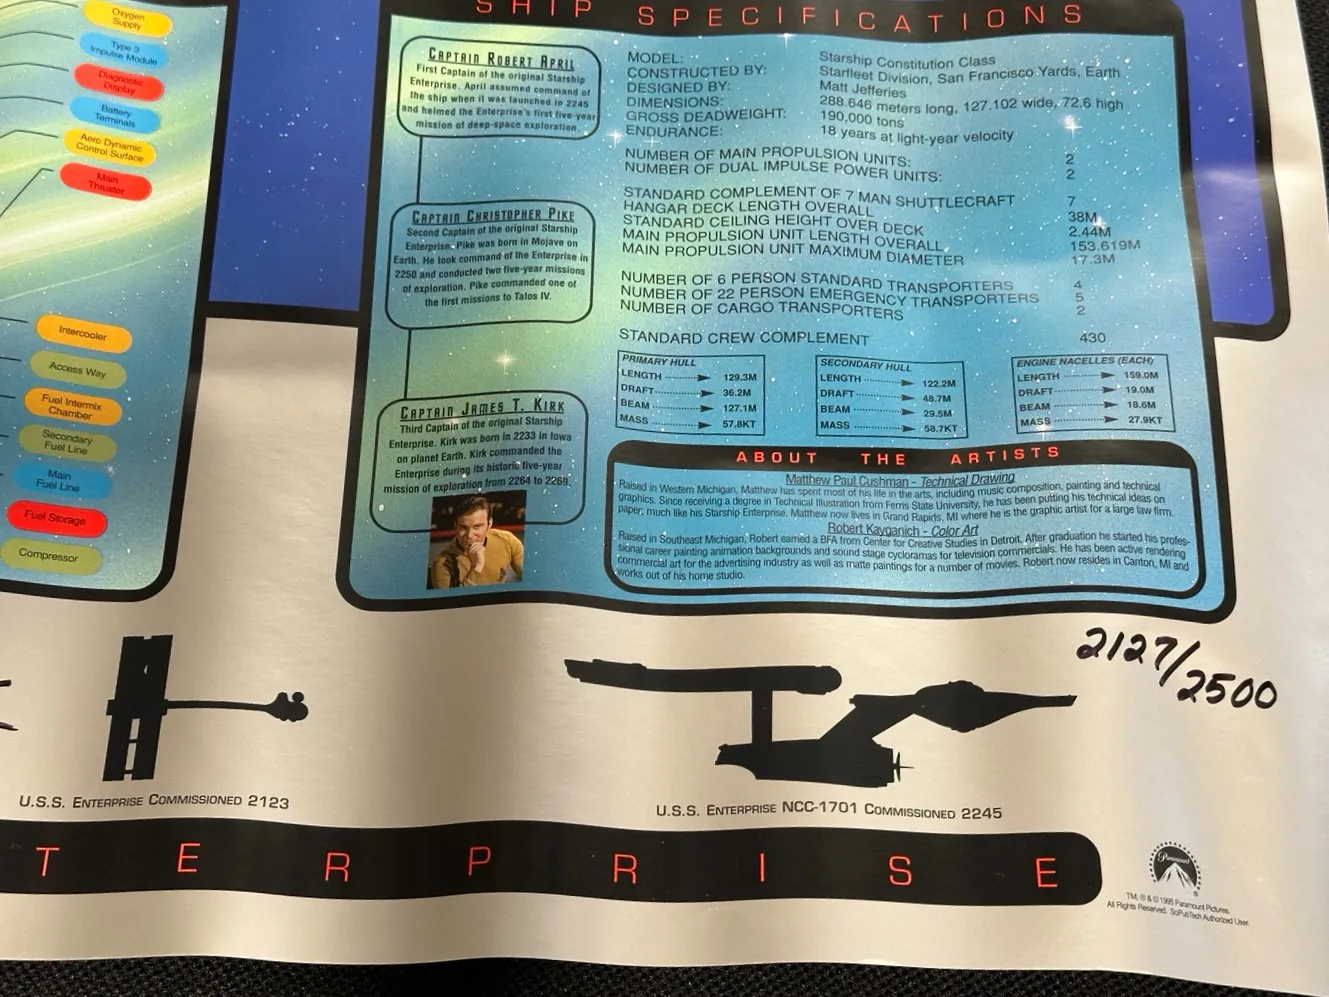 Oxygen
Supply
Type 3
Impulse Module
Diagnostic
Display
Battery
Terminals
Aero Dynamic
Control Surface
Main
Thruster
Intercooler
Access Way
Fuel Intermix
Chamber
Secondary
Fuel Line
Main
Fuel Line
Fuel Storage
Compressor
SHIP SPECIFICATIONS
CAPTAIN ROBERT APRIL
First Captain of the original Starship
Enterprise. April assumed command of
the ship when it was launched in 2245
and helmed the Enterprise's first five-year
mission of deep-space exploration.
CAPTAIN CHRISTOPHER PIKE
Second Captain of the original Starship
Enterprise. Pike was born in Mojave on
Earth. He took command of the Enterprise in
2250 and conducted two five-year missions
of exploration. Pike commanded one of
the first missions to Talos IV.
CAPTAIN JAMES T. KIRK
Third Captain of the original Starship
Enterprise. Kirk was born in 2233 in Iowa
on planet Earth. Kirk commanded the
Enterprise during its historic five-year
mission of exploration from 2264 to 2269.
MODEL: Starship Constitution Class
CONSTRUCTED BY: Starfleet Division, San Francisco Yards, Earth
DESIGNED BY: Matt Jefferies
DIMENSIONS: 288.646 meters long, 127.102 wide, 72.6 high
GROSS DEADWEIGHT: 190,000 tons
ENDURANCE: 18 years at light-year velocity
NUMBER OF MAIN PROPULSION UNITS: 2
NUMBER OF DUAL IMPULSE POWER UNITS: 2
STANDARD COMPLEMENT OF 7 MAN SHUTTLECRAFT 7
HANGAR DECK LENGTH OVERALL 38M
STANDARD CEILING HEIGHT OVER DECK 2.44M
MAIN PROPULSION UNIT LENGTH OVERALL 153.619M
MAIN PROPULSION UNIT MAXIMUM DIAMETER 17.3M
NUMBER OF 6 PERSON STANDARD TRANSPORTERS 4
NUMBER OF 22 PERSON EMERGENCY TRANSPORTERS 5
NUMBER OF CARGO TRANSPORTERS 2
STANDARD CREW COMPLEMENT 430
PRIMARY HULL
LENGTH 129.3M
DRAFT 36.2M
BEAM 127.1M
MASS 57.8KT
SECONDARY HULL
LENGTH 122.2M
DRAFT 48.7M
BEAM 29.5M
MASS 58.7KT
ENGINE NACELLES (EACH)
LENGTH 159.0M
DRAFT 19.0M
BEAM 18.6M
MASS 27.9KT
ABOUT THE ARTISTS
Matthew Paul Cushman - Technical Drawing
Raised in Western Michigan, Matthew has spent most of his life in the arts, including music composition, painting and technical
graphics. Since receiving a degree in Technical Illustration from Ferris State University, he has been putting his technical ideas on
paper; much like his Starship Enterprise. Matthew now lives in Grand Rapids, MI where he is the graphic artist for a large law firm.
Robert Kayganich - Color Art
Raised in Southeast Michigan, Robert earned a BFA from Center for Creative Studies in Detroit. After graduation he started his profes-
sional career painting animation backgrounds and sound stage cycloramas for television commercials. He has been active rendering
commercial art for the advertising industry as well as matte paintings for a number of movies. Robert now resides in Canton, MI and
works out of his home studio.
2127/2500
U.S.S. ENTERPRISE COMMISSIONED 2123
U.S.S. ENTERPRISE NCC-1701 COMMISSIONED 2245
T E R P R I S E
Paramount
TM, ® & © 1995 Paramount Pictures.
All Rights Reserved. SciPubTech Authorized User.